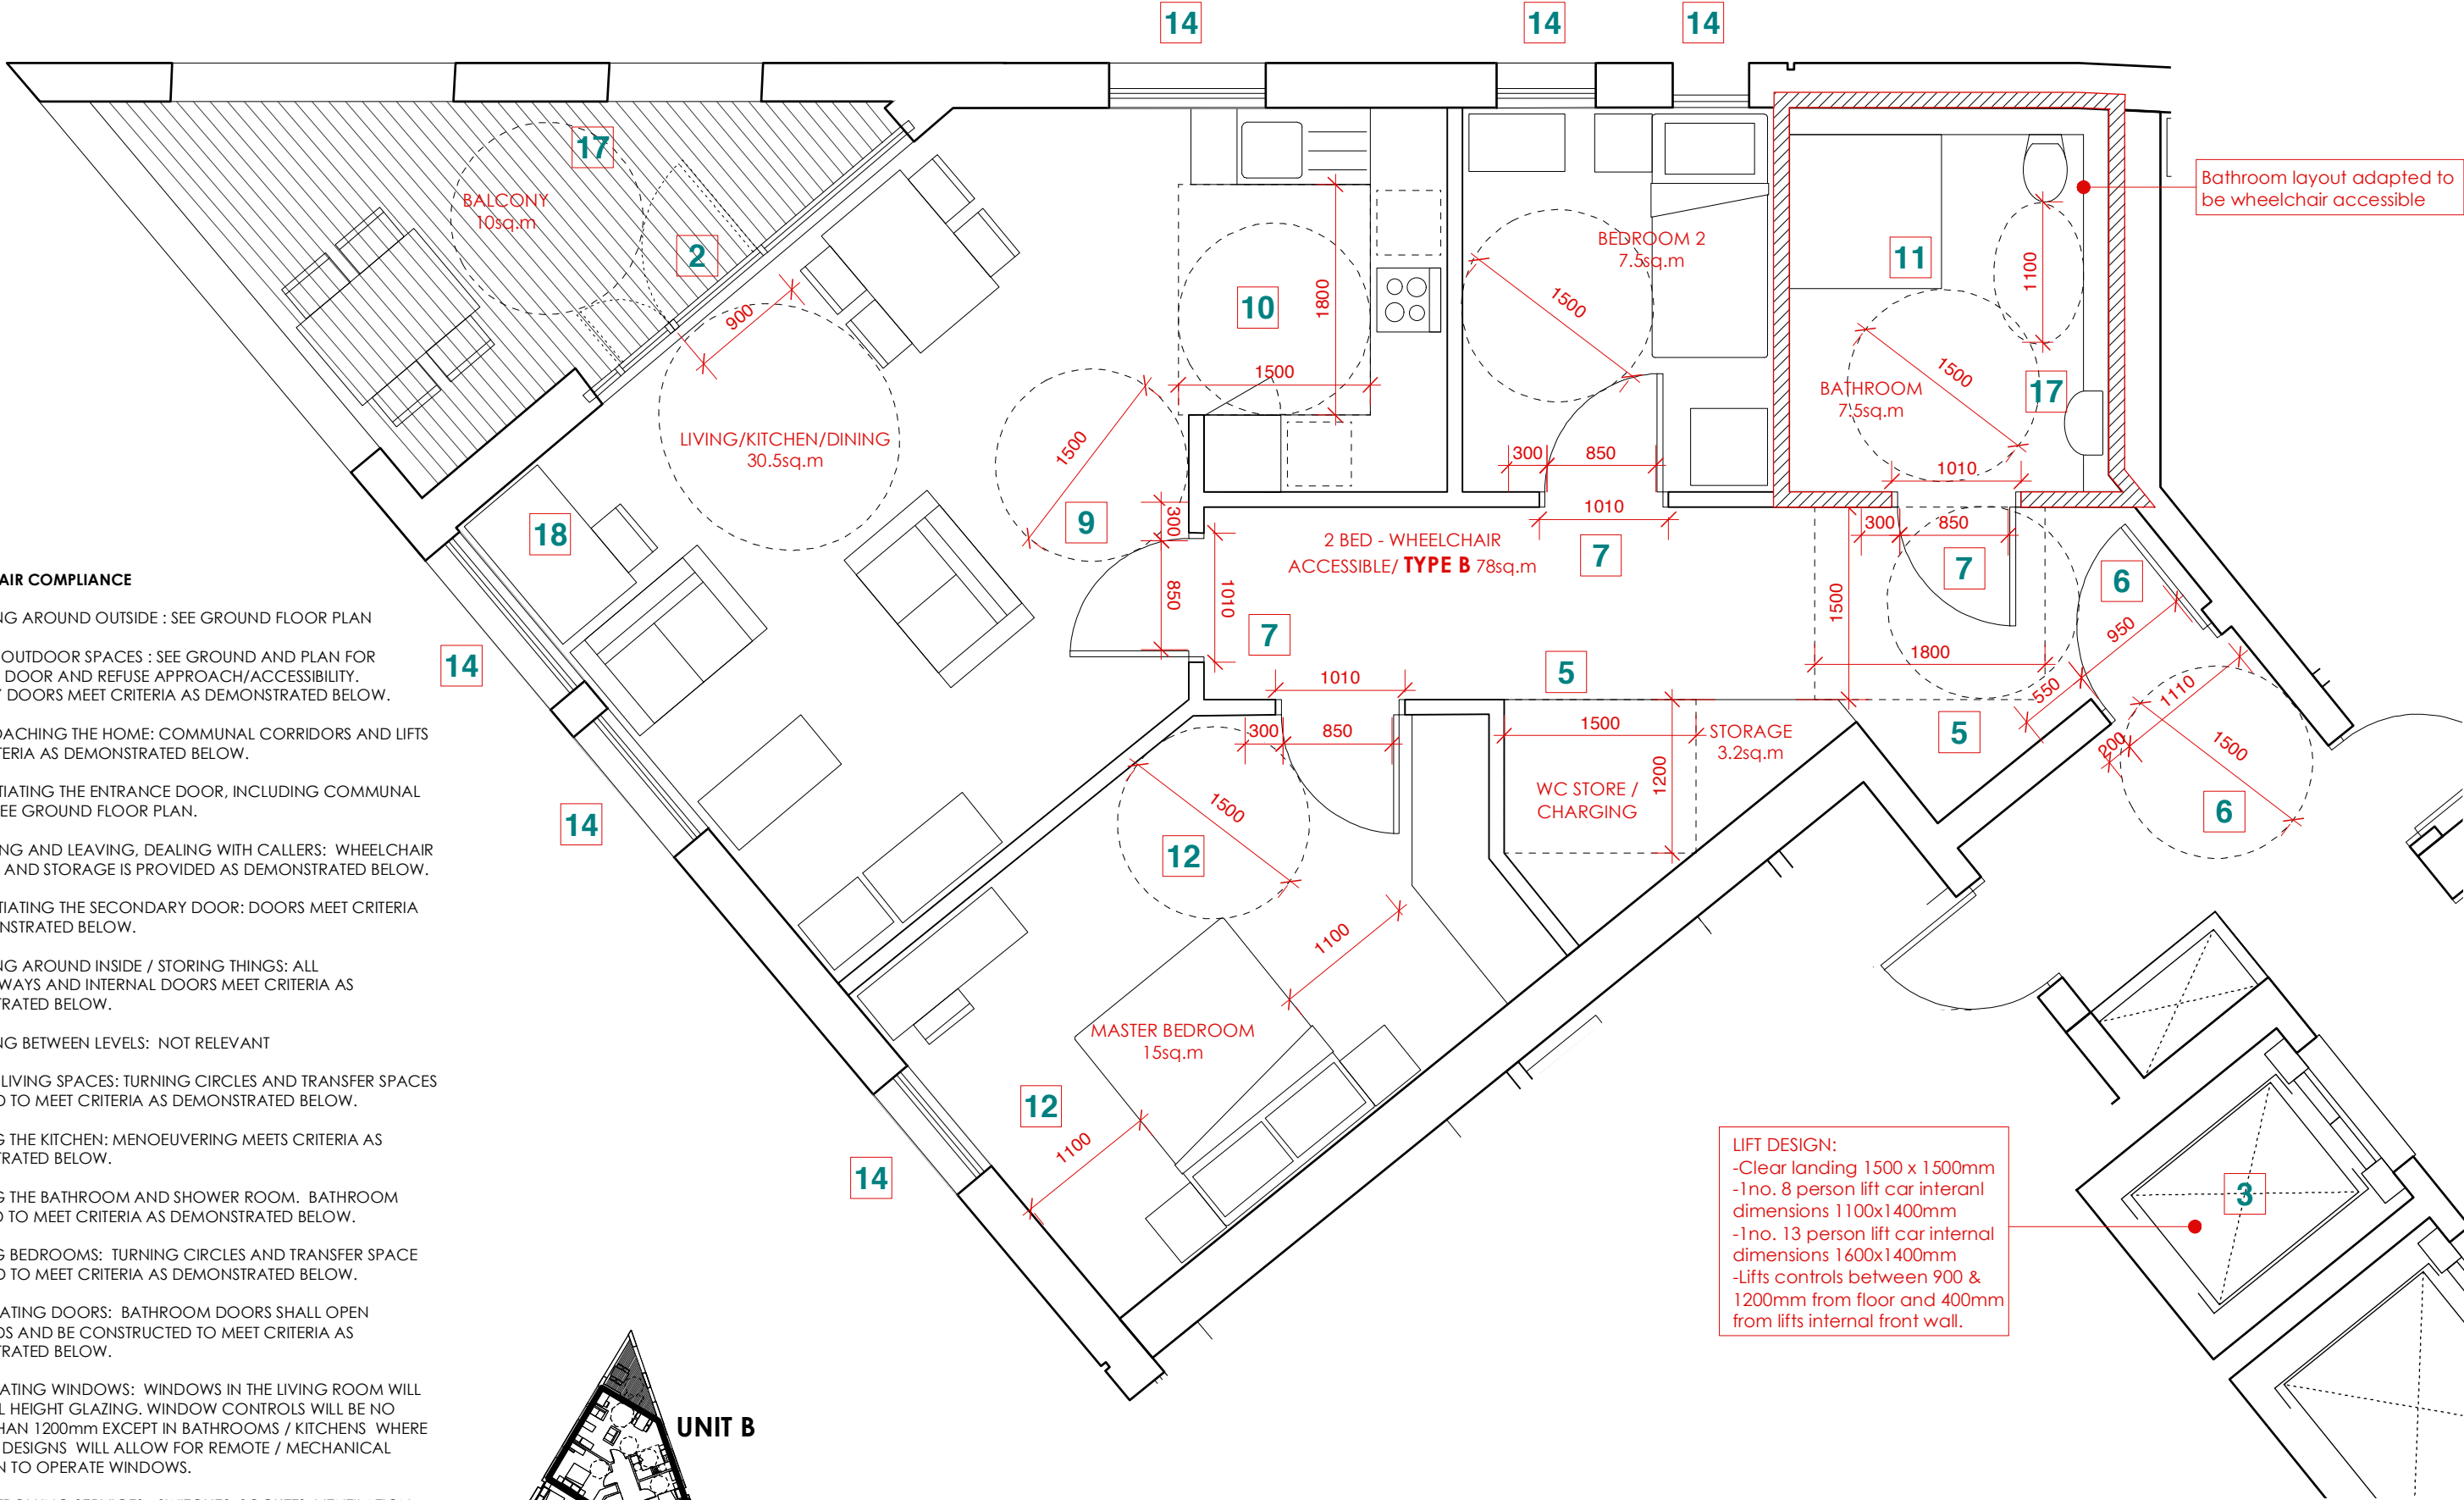 14
14
14
17
BALCONY
10sq.m
2
900
1800
10
1500
1500
BEDROOM 2
7.5sq.m
1500
300
850
1010
7
11
1100
1500
BATHROOM
7.5sq.m
17
1010
300
850
7
Bathroom layout adapted to
be wheelchair accessible
LIVING/KITCHEN/DINING
30.5sq.m
18
9
300
850
1010
7
2 BED - WHEELCHAIR
ACCESSIBLE/ TYPE B 78sq.m
5
1500
1800
6
950
550
1110
200
1500
5
6
14
14
14
1010
300
850
1500
12
1500
1200
STORAGE
3.2sq.m
WC STORE /
CHARGING
1100
MASTER BEDROOM
15sq.m
12
1100
LIFT DESIGN:
-Clear landing 1500 x 1500mm
-1no. 8 person lift car interanl
dimensions 1100x1400mm
-1no. 13 person lift car internal
dimensions 1600x1400mm
-Lifts controls between 900 &
1200mm from floor and 400mm
from lifts internal front wall.
3
AIR COMPLIANCE
NG AROUND OUTSIDE : SEE GROUND FLOOR PLAN
OUTDOOR SPACES : SEE GROUND AND PLAN FOR
DOOR AND REFUSE APPROACH/ACCESSIBILITY.
Y DOORS MEET CRITERIA AS DEMONSTRATED BELOW.
OACHING THE HOME: COMMUNAL CORRIDORS AND LIFTS
TERIA AS DEMONSTRATED BELOW.
TIATING THE ENTRANCE DOOR, INCLUDING COMMUNAL
EE GROUND FLOOR PLAN.
NG AND LEAVING, DEALING WITH CALLERS: WHEELCHAIR
AND STORAGE IS PROVIDED AS DEMONSTRATED BELOW.
TIATING THE SECONDARY DOOR: DOORS MEET CRITERIA
ONSTRATED BELOW.
NG AROUND INSIDE / STORING THINGS: ALL
WAYS AND INTERNAL DOORS MEET CRITERIA AS
TRATED BELOW.
NG BETWEEN LEVELS: NOT RELEVANT
LIVING SPACES: TURNING CIRCLES AND TRANSFER SPACES
D TO MEET CRITERIA AS DEMONSTRATED BELOW.
G THE KITCHEN: MENOEUVERING MEETS CRITERIA AS
TRATED BELOW.
G THE BATHROOM AND SHOWER ROOM. BATHROOM
D TO MEET CRITERIA AS DEMONSTRATED BELOW.
G BEDROOMS: TURNING CIRCLES AND TRANSFER SPACE
D TO MEET CRITERIA AS DEMONSTRATED BELOW.
ATING DOORS: BATHROOM DOORS SHALL OPEN
DS AND BE CONSTRUCTED TO MEET CRITERIA AS
TRATED BELOW.
ATING WINDOWS: WINDOWS IN THE LIVING ROOM WILL
L HEIGHT GLAZING. WINDOW CONTROLS WILL BE NO
HAN 1200mm EXCEPT IN BATHROOMS / KITCHENS WHERE
DESIGNS WILL ALLOW FOR REMOTE / MECHANICAL
N TO OPERATE WINDOWS.
UNIT B